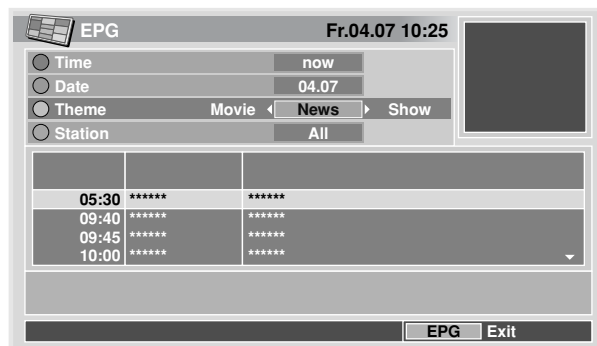 EPG Fr.04.07 10:25
Time now
Date 04.07
Theme Movie News Show
Station All
05:30 ****** ******
09:40 ****** ******
09:45 ****** ******
10:00 ****** ******
EPG Exit